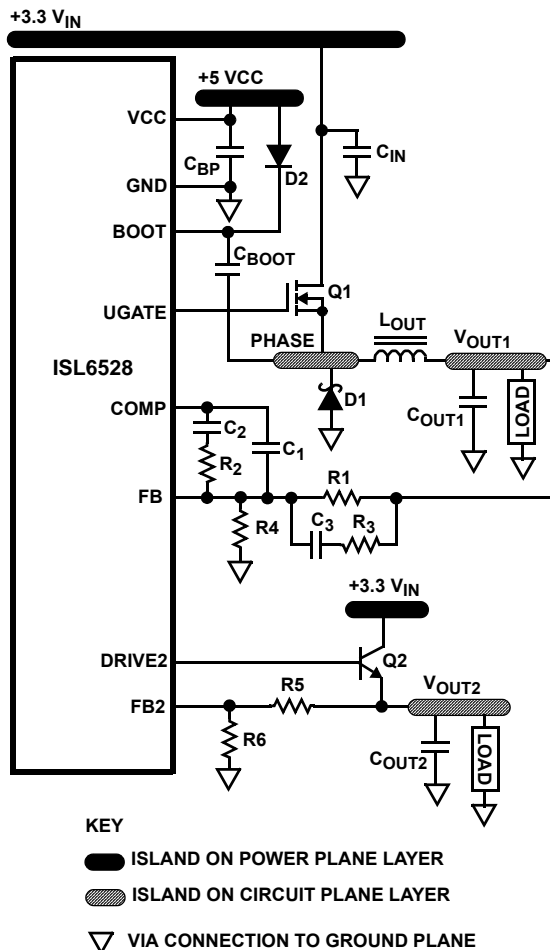 +3.3 VIN
+5 VCC
VCC
CBP
D2
CIN
GND
BOOT
CBOOT
UGATE
Q1
PHASE
LOUT
VOUT1
ISL6528
D1
COUT1
LOAD
COMP
C2
C1
R2
FB
R1
R4
C3
R3
+3.3 VIN
DRIVE2
Q2
R5
VOUT2
FB2
R6
COUT2
LOAD
KEY
ISLAND ON POWER PLANE LAYER
ISLAND ON CIRCUIT PLANE LAYER
VIA CONNECTION TO GROUND PLANE